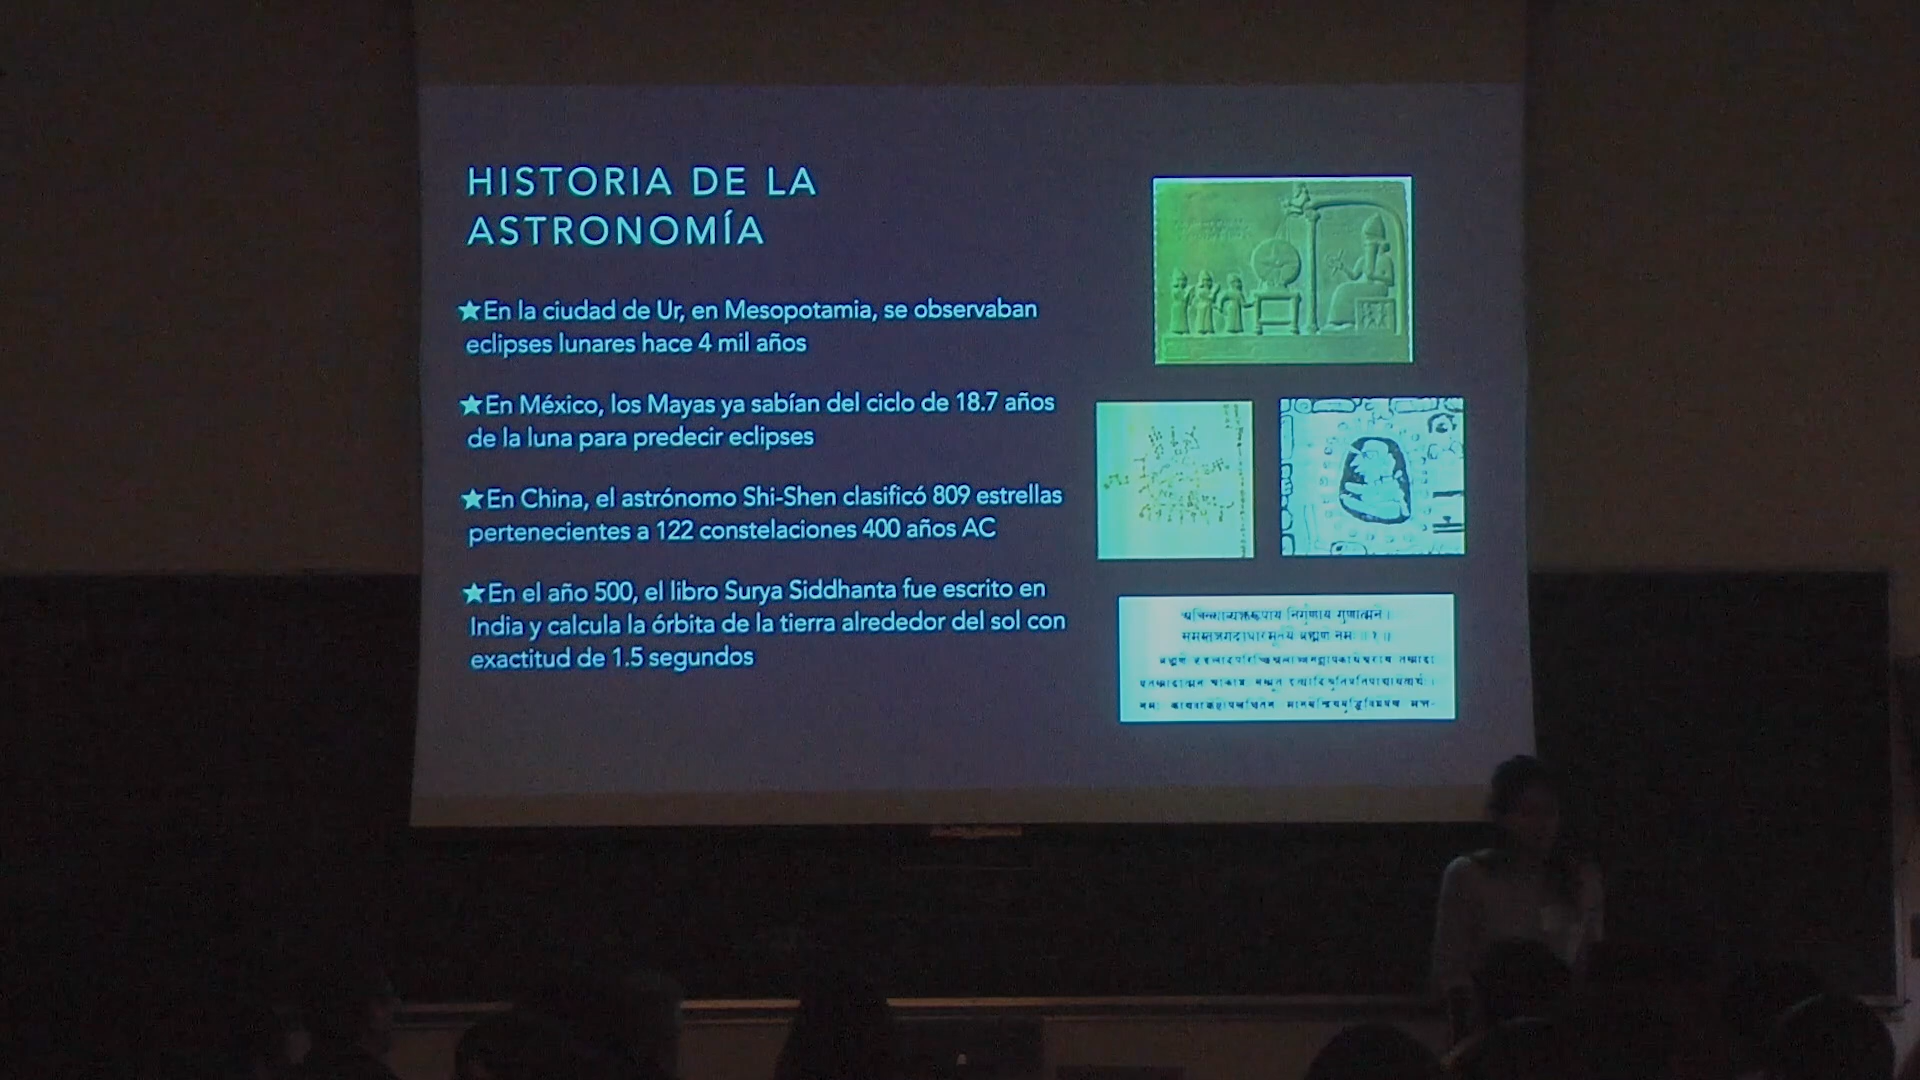 HISTORIA DE LA
ASTRONOMÍA
★En la ciudad de Ur, en Mesopotamia, se observaban
eclipses lunares hace 4 mil años
★En México, los Mayas ya sabían del ciclo de 18.7 años
de la luna para predecir eclipses
★En China, el astrónomo Shi-Shen clasificó 809 estrellas
pertenecientes a 122 constelaciones 400 años AC
★En el año 500, el libro Surya Siddhanta fue escrito en
India y calcula la órbita de la tierra alrededor del sol con
exactitud de 1.5 segundos
निर्गुणाय गुणात्मने।